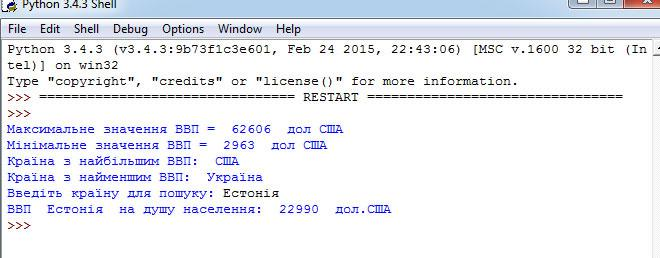 Python 3.4.3 Shell
File Edit Shell Debug Options Window Help
Python 3.4.3 (v3.4.3:9b73f1c3e601, Feb 24 2015, 22:43:06) [MSC v.1600 32 bit (In
tel)] on win32
Type "copyright", "credits" or "license()" for more information.
>>> ================================ RESTART ================================
>>>
Максимальне значення ВВП =  62606  дол США
Мінімальне значення ВВП =  2963  дол США
Країна з найбільшим ВВП:  США
Країна з найменшим ВВП:  Україна
Введіть країну для пошуку: Естонія
ВВП  Естонія  на душу населення:  22990  дол.США
>>>